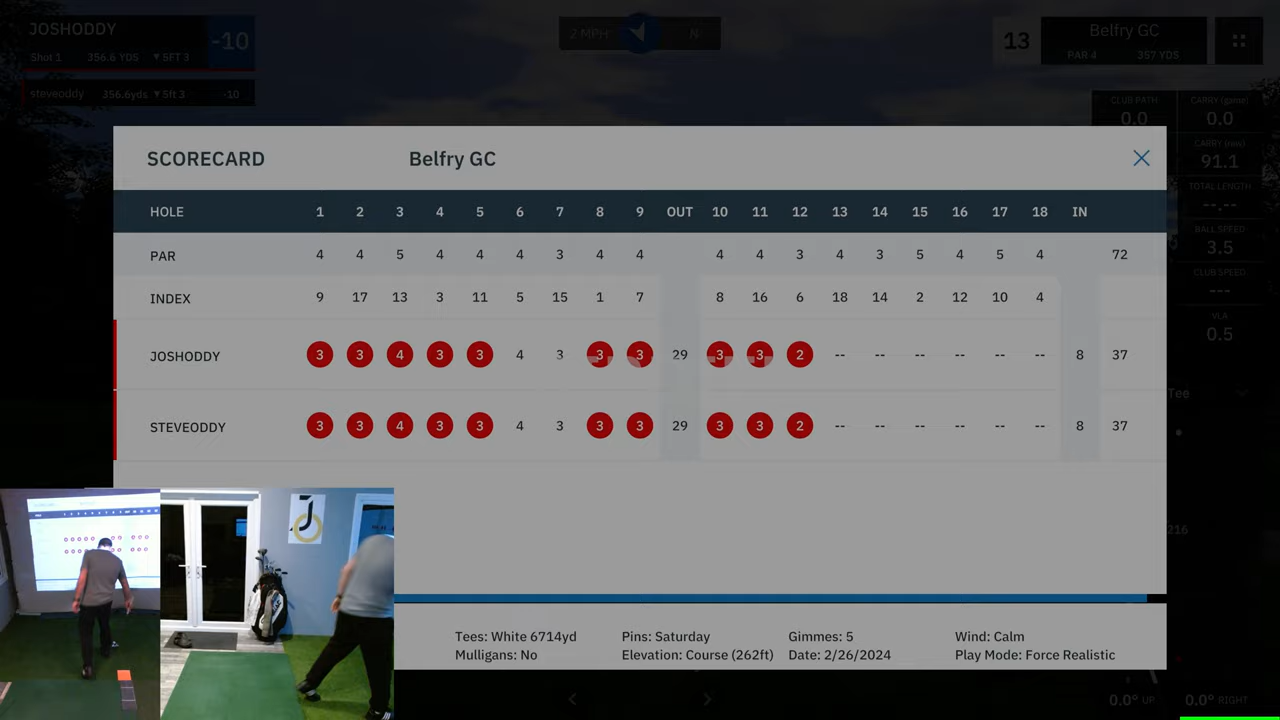 JOSHODDY -10
Shot 1 356.6 YDS ▼5FT 3
steveoddy 356.6yds ▼5ft 3 -10
2 MPH N
13 Belfry GC
PAR 4 357 YDS
CLUB PATH 0.0
CARRY (game) 0.0
91.1
TOTAL LENGTH
--.--
BALL SPEED
3.5
CLUB SPEED
---
VLA
0.5
SCORECARD Belfry GC
HOLE 1 2 3 4 5 6 7 8 9 OUT 10 11 12 13 14 15 16 17 18 IN
PAR 4 4 5 4 4 4 3 4 4 4 4 3 4 3 5 4 5 4 72
INDEX 9 17 13 3 11 5 15 1 7 8 16 6 18 14 2 12 10 4
JOSHODDY 3 3 4 3 3 4 3 3 3 29 3 3 2 -- -- -- -- -- -- 8 37
STEVEODDY 3 3 4 3 3 4 3 3 3 29 3 3 2 -- -- -- -- -- -- 8 37
Tee
216
Tees: White 6714yd Pins: Saturday Gimmes: 5 Wind: Calm
Mulligans: No Elevation: Course (262ft) Date: 2/26/2024 Play Mode: Force Realistic
0.0° UP 0.0° RIGHT